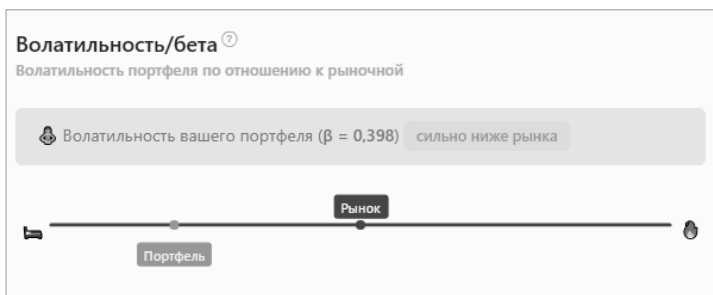 Волатильность/бета ?
Волатильность портфеля по отношению к рыночной
Волатильность вашего портфеля (β = 0,398) сильно ниже рынка
Рынок
Портфель